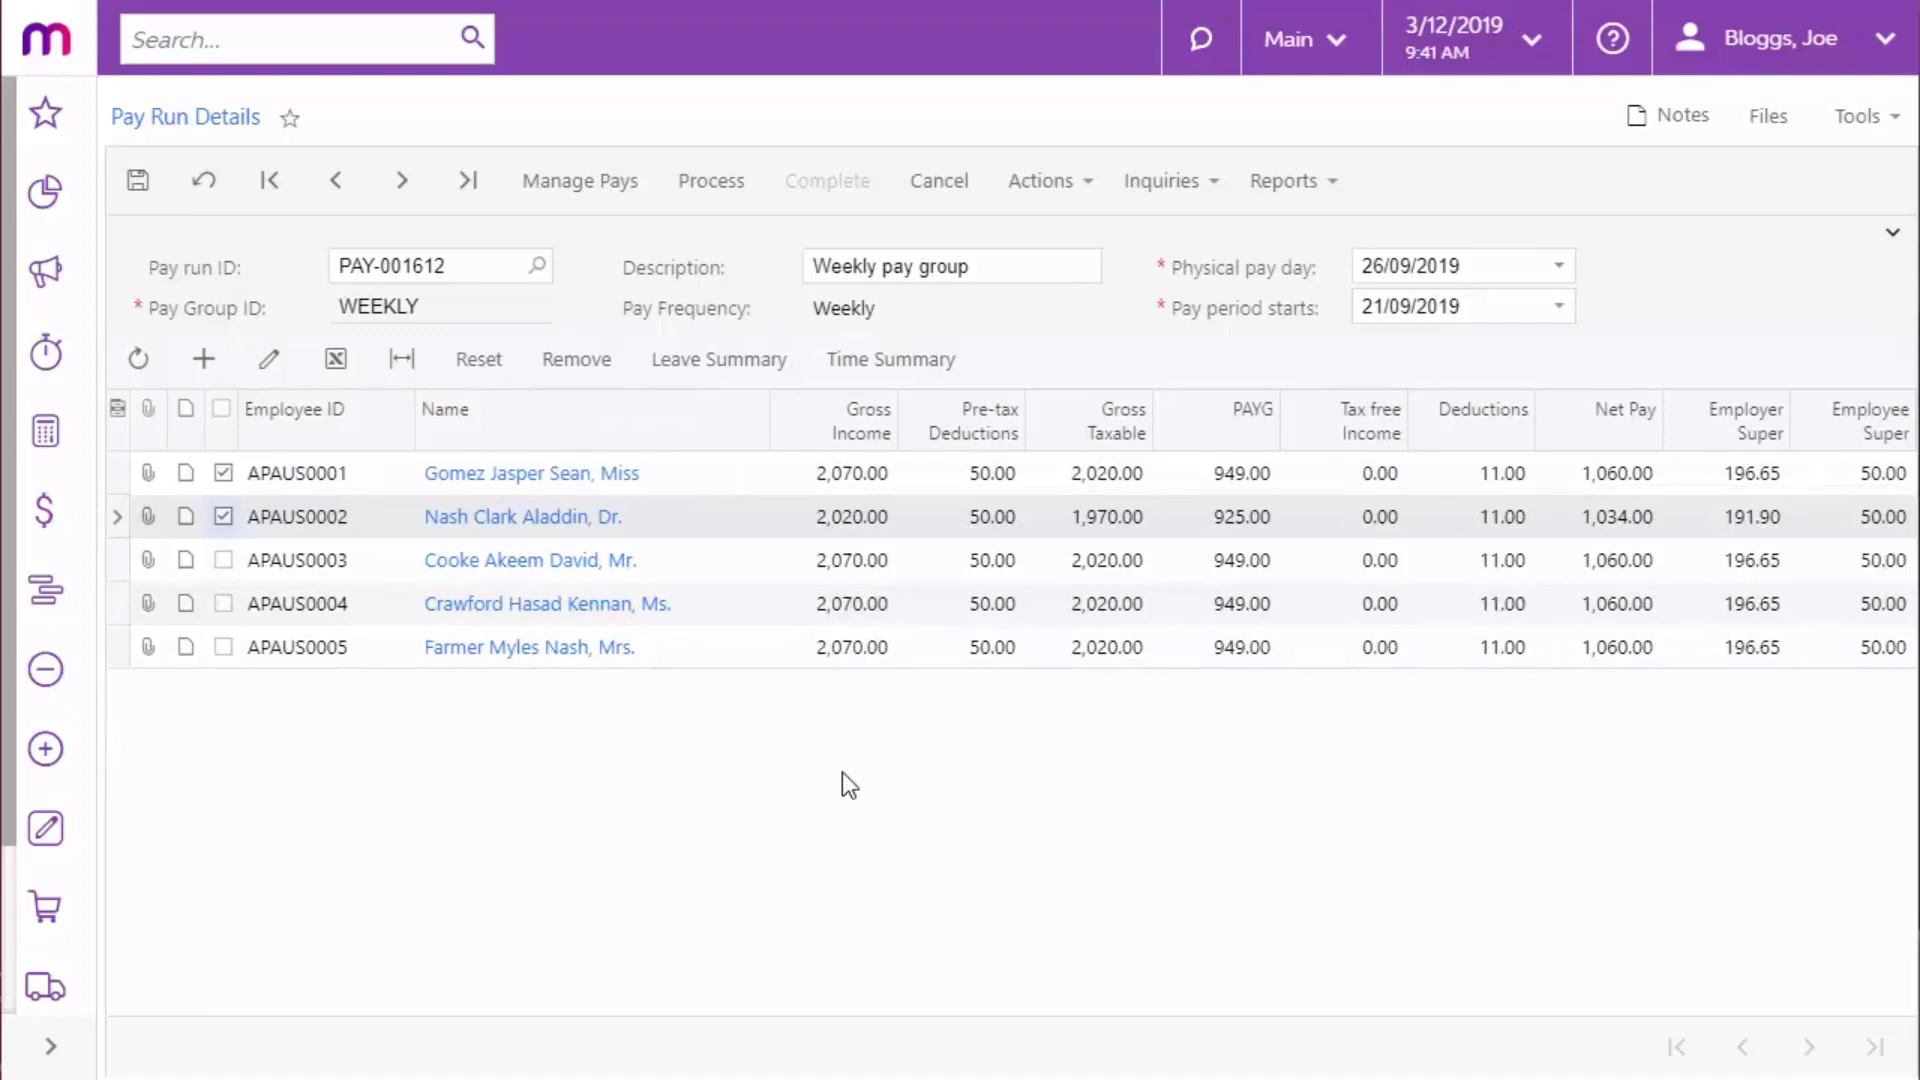 m
Search...
Main
3/12/2019
9:41 AM
Bloggs, Joe
Pay Run Details
Notes Files Tools
Manage Pays Process Complete Cancel Actions Inquiries Reports
Pay run ID: PAY-001612 Description: Weekly pay group * Physical pay day: 26/09/2019
* Pay Group ID: WEEKLY Pay Frequency: Weekly * Pay period starts: 21/09/2019
Reset Remove Leave Summary Time Summary
Employee ID Name Gross Income Pre-tax Deductions Gross Taxable PAYG Tax free Income Deductions Net Pay Employer Super Employee Super
APAUS0001 Gomez Jasper Sean, Miss 2,070.00 50.00 2,020.00 949.00 0.00 11.00 1,060.00 196.65 50.00
APAUS0002 Nash Clark Aladdin, Dr. 2,020.00 50.00 1,970.00 925.00 0.00 11.00 1,034.00 191.90 50.00
APAUS0003 Cooke Akeem David, Mr. 2,070.00 50.00 2,020.00 949.00 0.00 11.00 1,060.00 196.65 50.00
APAUS0004 Crawford Hasad Kennan, Ms. 2,070.00 50.00 2,020.00 949.00 0.00 11.00 1,060.00 196.65 50.00
APAUS0005 Farmer Myles Nash, Mrs. 2,070.00 50.00 2,020.00 949.00 0.00 11.00 1,060.00 196.65 50.00